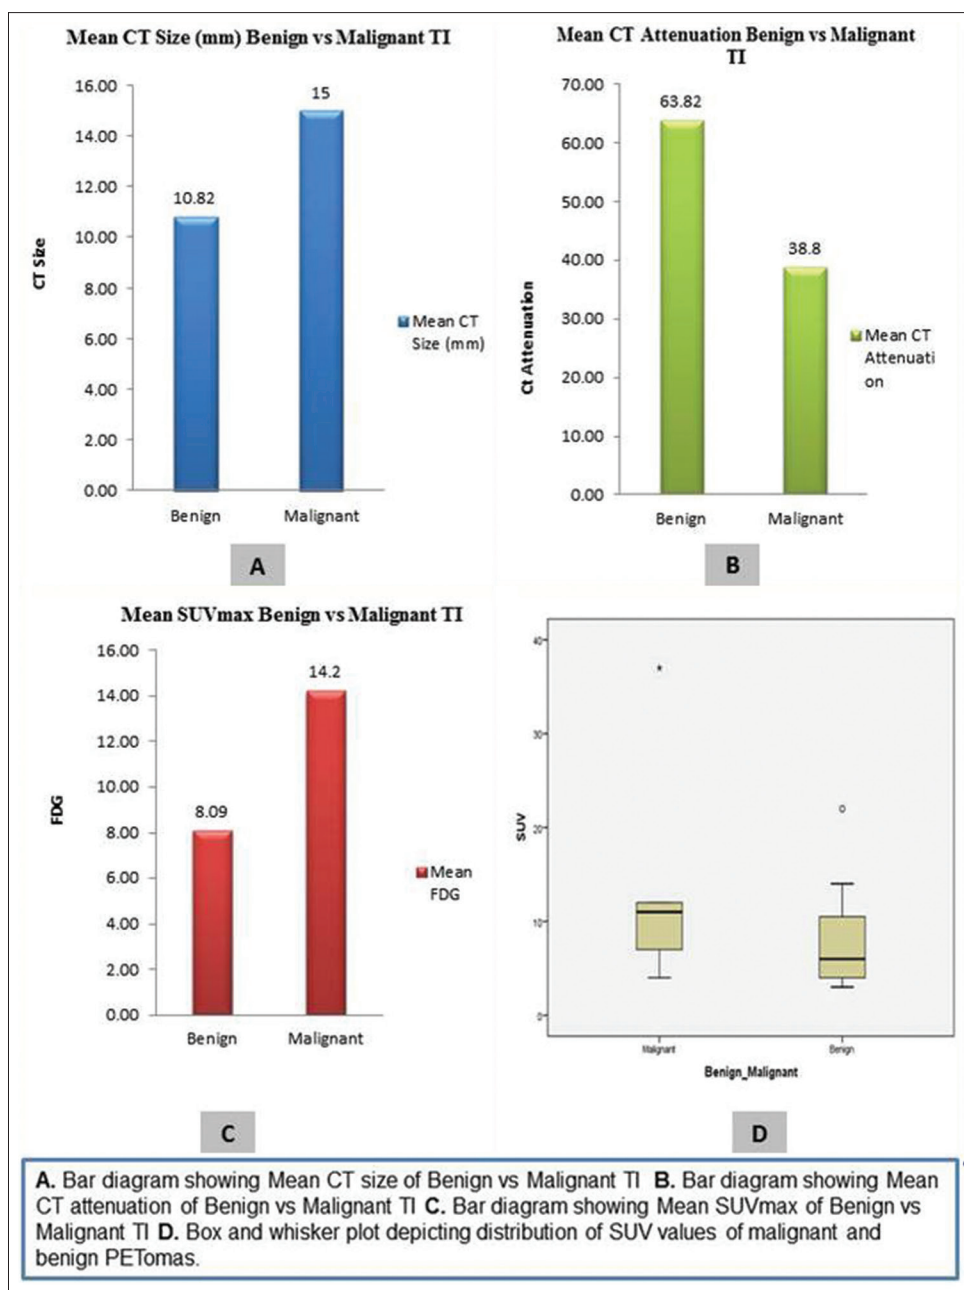 Mean CT Size (mm) Benign vs Malignant TI
16.00
14.00
12.00
10.00
8.00
6.00
4.00
2.00
0.00
CT Size
10.82
15
Benign
Malignant
Mean CT
Size (mm)
A
Mean CT Attenuation Benign vs Malignant
TI
70.00
60.00
50.00
40.00
30.00
20.00
10.00
0.00
Ct Attenuation
63.82
38.8
Benign
Malignant
Mean CT
Attenuati
on
B
Mean SUVmax Benign vs Malignant TI
16.00
14.00
12.00
10.00
8.00
6.00
4.00
2.00
0.00
FDG
8.09
14.2
Benign
Malignant
Mean
FDG
C
40
30
20
10
0
SUV
Malignant
Benign
Benign_Malignant
D
A. Bar diagram showing Mean CT size of Benign vs Malignant TI B. Bar diagram showing Mean
CT attenuation of Benign vs Malignant TI C. Bar diagram showing Mean SUVmax of Benign vs
Malignant TI D. Box and whisker plot depicting distribution of SUV values of malignant and
benign PETomas.